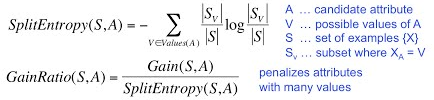 SplitEntropy(S,A) = − ∑ V∈Values(A) |S_V|/|S| log |S_V|/|S|
A … candidate attribute
V … possible values of A
S … set of examples {X}
S_v … subset where X_A = V
GainRatio(S,A) = Gain(S,A)/SplitEntropy(S,A)
penalizes attributes
with many values